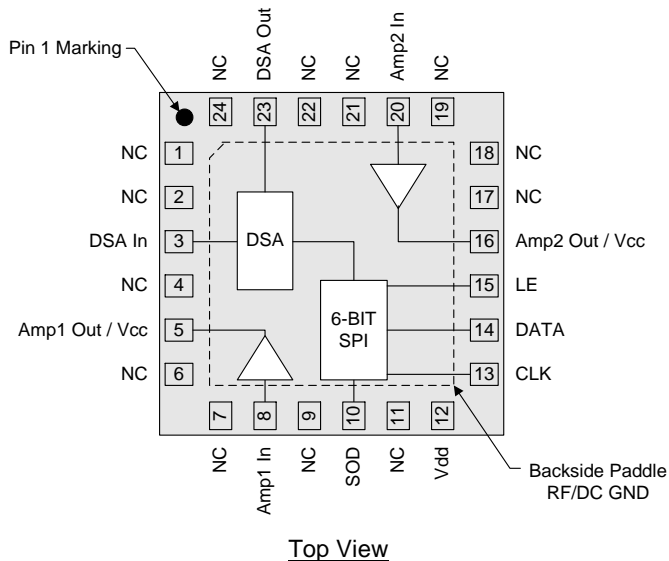 Pin 1 Marking
NC
DSA Out
NC
NC
Amp2 In
NC
24
23
22
21
20
19
NC 1
18 NC
NC 2
17 NC
DSA In 3
DSA
16 Amp2 Out / Vcc
NC 4
15 LE
6-BIT
SPI
Amp1 Out / Vcc 5
14 DATA
NC 6
13 CLK
7
8
9
10
11
12
NC
Amp1 In
NC
SOD
NC
Vdd
Backside Paddle
RF/DC GND
Top View